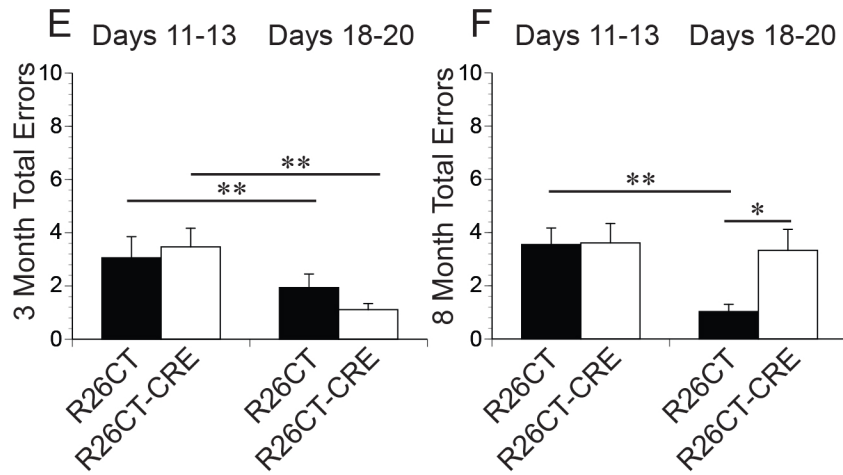 E Days 11-13 Days 18-20
3 Month Total Errors
10
8
6
4
2
0
**
**
R26CT
R26CT-CRE
R26CT
R26CT-CRE
F Days 11-13 Days 18-20
8 Month Total Errors
10
8
6
4
2
0
**
*
R26CT
R26CT-CRE
R26CT
R26CT-CRE